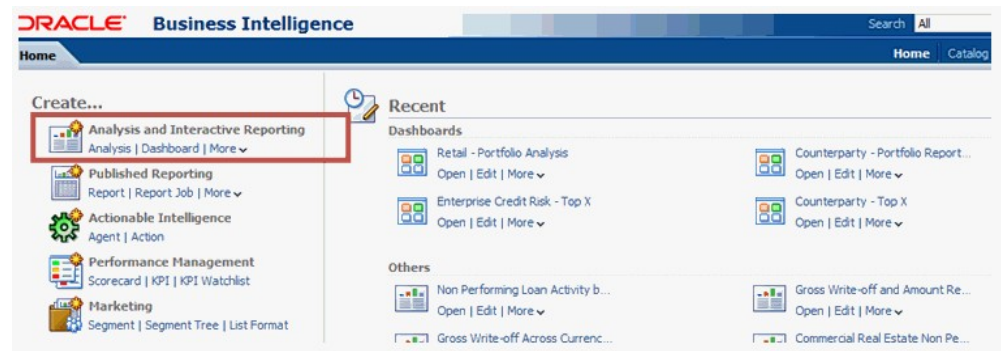 ORACLE Business Intelligence
Search All
Home
Home Catalog
Create...
Analysis and Interactive Reporting
Analysis | Dashboard | More
Published Reporting
Report | Report Job | More
Actionable Intelligence
Agent | Action
Performance Management
Scorecard | KPI | KPI Watchlist
Marketing
Segment | Segment Tree | List Format
Recent
Dashboards
Retail - Portfolio Analysis
Open | Edit | More
Counterparty - Portfolio Report...
Open | Edit | More
Enterprise Credit Risk - Top X
Open | Edit | More
Counterparty - Top X
Open | Edit | More
Others
Non Performing Loan Activity b...
Open | Edit | More
Gross Write-off and Amount Re...
Open | Edit | More
Gross Write-off Across Currenc...
Commercial Real Estate Non Pe...